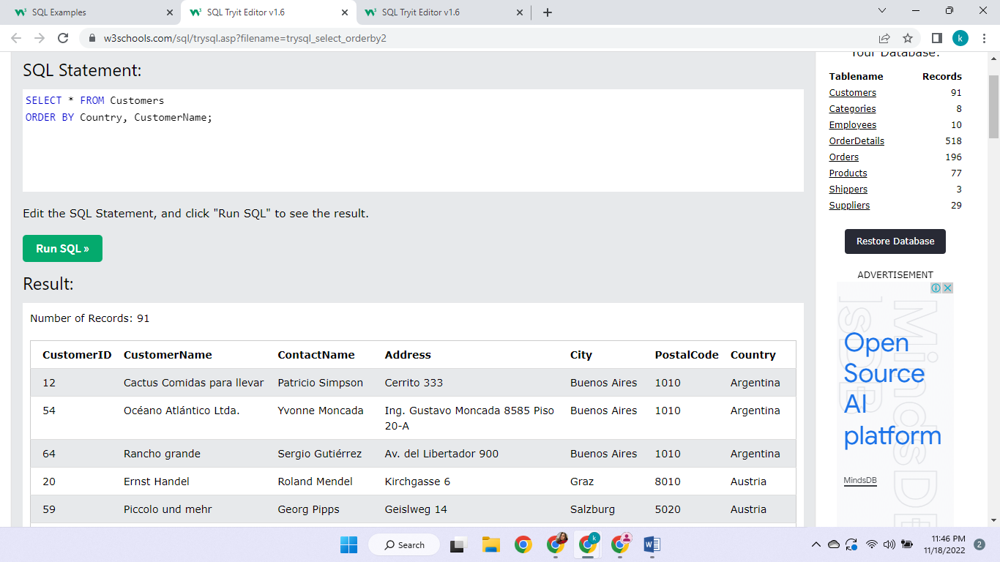 SQL Examples
SQL Tryit Editor v1.6
SQL Tryit Editor v1.6
w3schools.com/sql/trysql.asp?filename=trysql_select_orderby2
k
SQL Statement:
SELECT * FROM Customers
ORDER BY Country, CustomerName;
Edit the SQL Statement, and click "Run SQL" to see the result.
Run SQL »
Result:
Number of Records: 91
CustomerID CustomerName ContactName Address City PostalCode Country
12 Cactus Comidas para llevar Patricio Simpson Cerrito 333 Buenos Aires 1010 Argentina
54 Océano Atlántico Ltda. Yvonne Moncada Ing. Gustavo Moncada 8585 Piso Buenos Aires 1010 Argentina
20-A
64 Rancho grande Sergio Gutiérrez Av. del Libertador 900 Buenos Aires 1010 Argentina
20 Ernst Handel Roland Mendel Kirchgasse 6 Graz 8010 Austria
59 Piccolo und mehr Georg Pipps Geislweg 14 Salzburg 5020 Austria
Your Database:
Tablename Records
Customers 91
Categories 8
Employees 10
OrderDetails 518
Orders 196
Products 77
Shippers 3
Suppliers 29
Restore Database
ADVERTISEMENT
Open
Source
AI
platform
MindsDB
MindsDB
Search
k
11:46 PM
11/18/2022
2